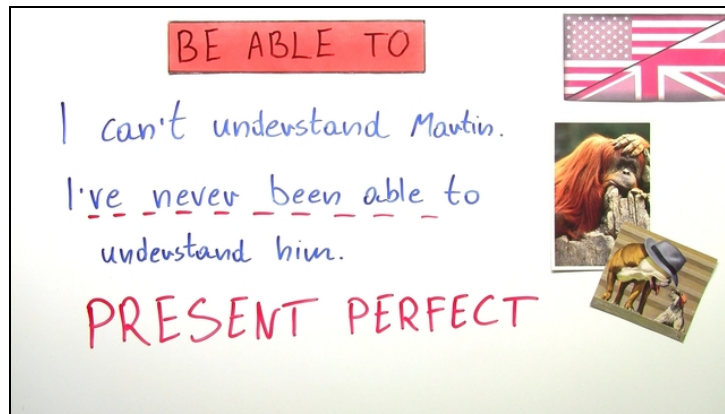 BE ABLE TO
I can't understand Martin.
I've never been able to
understand him.
PRESENT PERFECT